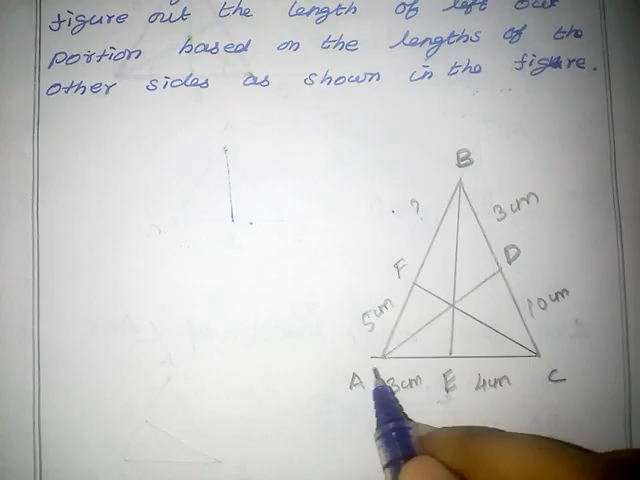 figure out the length of left out
portion based on the lengths of the
other sides as shown in the figure.
B
? 3cm
F D
5cm 10cm
A 3cm E 4cm C